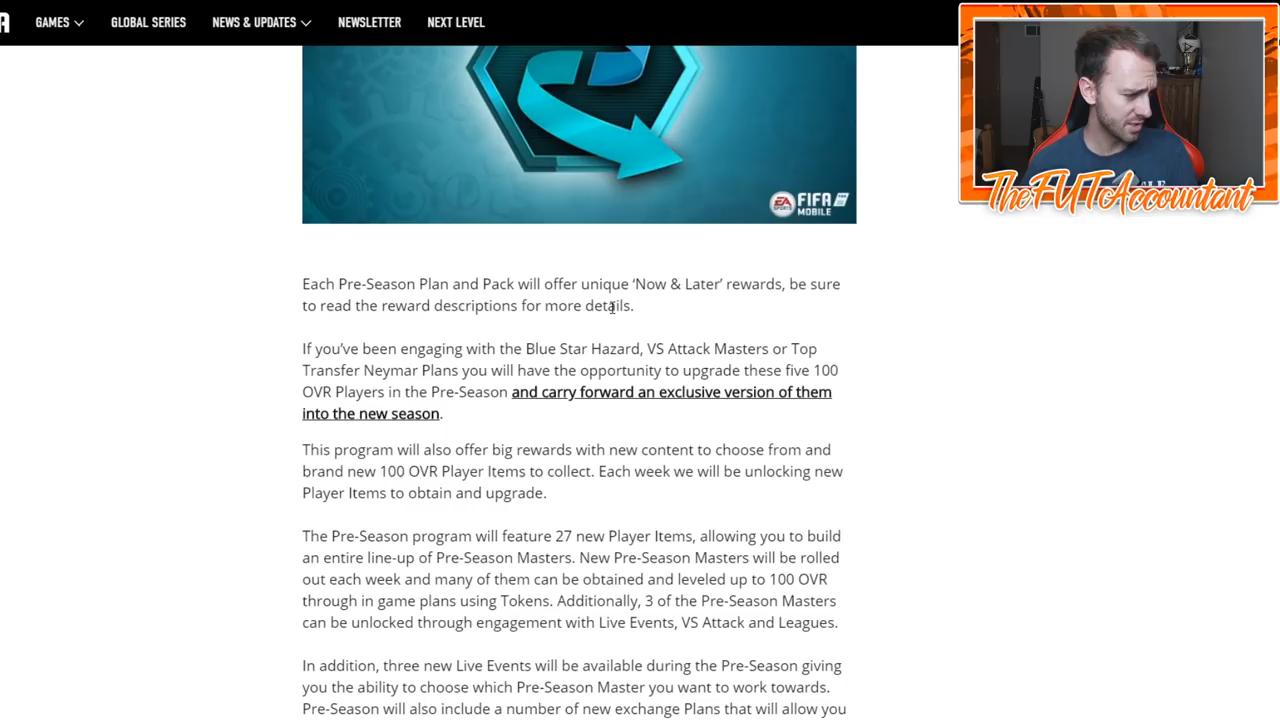 GAMES GLOBAL SERIES NEWS & UPDATES NEWSLETTER NEXT LEVEL
EA SPORTS FIFA MOBILE
TheFUTAccountant
Each Pre-Season Plan and Pack will offer unique ‘Now & Later’ rewards, be sure
to read the reward descriptions for more details.
If you’ve been engaging with the Blue Star Hazard, VS Attack Masters or Top
Transfer Neymar Plans you will have the opportunity to upgrade these five 100
OVR Players in the Pre-Season and carry forward an exclusive version of them
into the new season.
This program will also offer big rewards with new content to choose from and
brand new 100 OVR Player Items to collect. Each week we will be unlocking new
Player Items to obtain and upgrade.
The Pre-Season program will feature 27 new Player Items, allowing you to build
an entire line-up of Pre-Season Masters. New Pre-Season Masters will be rolled
out each week and many of them can be obtained and leveled up to 100 OVR
through in game plans using Tokens. Additionally, 3 of the Pre-Season Masters
can be unlocked through engagement with Live Events, VS Attack and Leagues.
In addition, three new Live Events will be available during the Pre-Season giving
you the ability to choose which Pre-Season Master you want to work towards.
Pre-Season will also include a number of new exchange Plans that will allow you